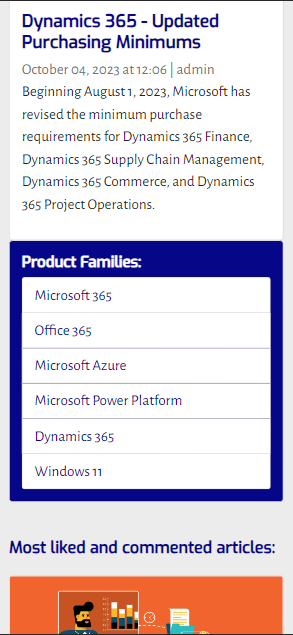 Dynamics 365 - Updated
Purchasing Minimums
October 04, 2023 at 12:06 | admin
Beginning August 1, 2023, Microsoft has
revised the minimum purchase
requirements for Dynamics 365 Finance,
Dynamics 365 Supply Chain Management,
Dynamics 365 Commerce, and Dynamics
365 Project Operations.
Product Families:
Microsoft 365
Office 365
Microsoft Azure
Microsoft Power Platform
Dynamics 365
Windows 11
Most liked and commented articles: